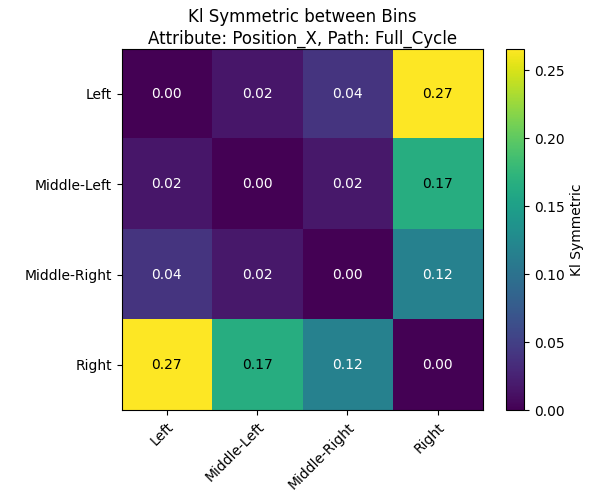 Kl Symmetric between Bins
Attribute: Position_X, Path: Full_Cycle
Left 0.00 0.02 0.04 0.27
Middle-Left 0.02 0.00 0.02 0.17
Middle-Right 0.04 0.02 0.00 0.12
Right 0.27 0.17 0.12 0.00
Left Middle-Left Middle-Right Right
0.25
0.20
0.15
0.10
0.05
0.00
Kl Symmetric